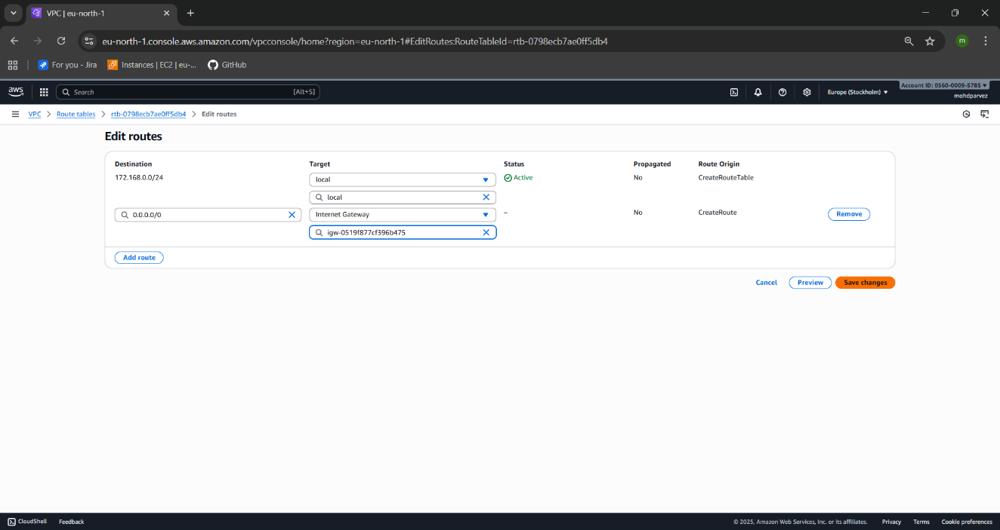 VPC | eu-north-1
eu-north-1.console.aws.amazon.com/vpcconsole/home?region=eu-north-1#EditRoutes:RouteTableId=rtb-0798ecb7ae0ff5db4
m
For you - Jira
Instances | EC2 | eu-...
GitHub
aws
Search
[Alt+S]
Europe (Stockholm)
Account ID: 0560-0009-5785
mohdparvez
VPC
Route tables
rtb-0798ecb7ae0ff5db4
Edit routes
Edit routes
Destination Target Status Propagated Route Origin
172.168.0.0/24 local Active No CreateRouteTable
local
0.0.0.0/0 Internet Gateway – No CreateRoute Remove
igw-0519f877cf396b475
Add route
Cancel Preview Save changes
CloudShell Feedback © 2025, Amazon Web Services, Inc. or its affiliates. Privacy Terms Cookie preferences